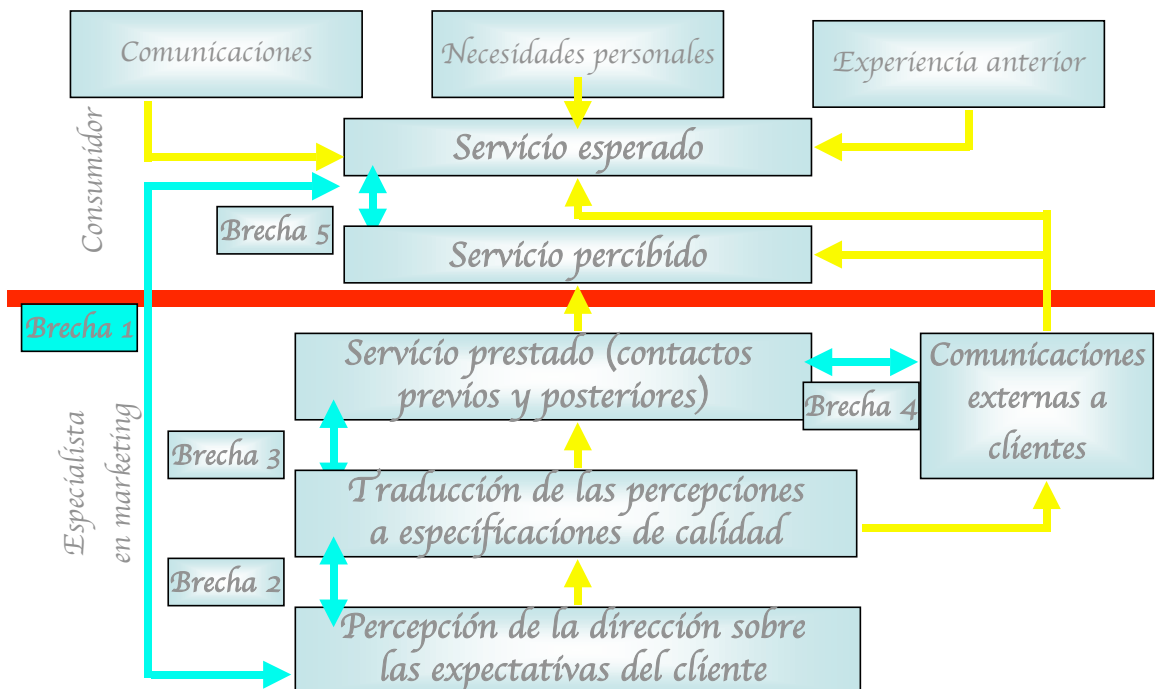 Comunicaciones
Necesidades personales
Experiencia anterior
Consumidor
Servicio esperado
Brecha 5
Servicio percibido
Brecha 1
Servicio prestado (contactos
previos y posteriores)
Comunicaciones
externas a
clientes
Brecha 4
Especialista
en marketing
Brecha 3
Traducción de las percepciones
a especificaciones de calidad
Brecha 2
Percepción de la dirección sobre
las expectativas del cliente